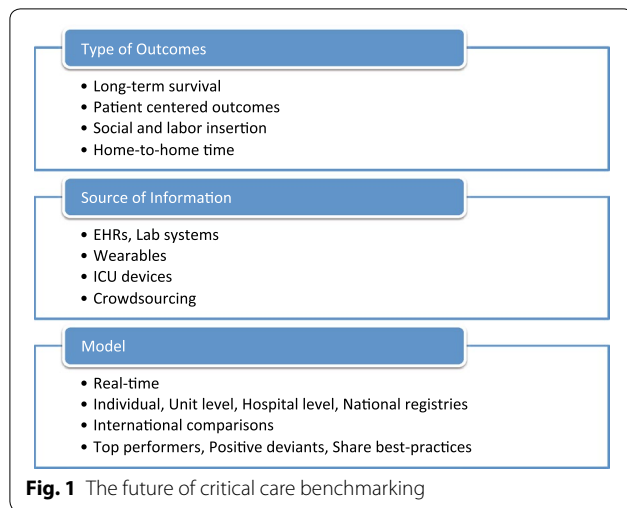 Type of Outcomes
• Long-term survival
• Patient centered outcomes
• Social and labor insertion
• Home-to-home time
Source of Information
• EHRs, Lab systems
• Wearables
• ICU devices
• Crowdsourcing
Model
• Real-time
• Individual, Unit level, Hospital level, National registries
• International comparisons
• Top performers, Positive deviants, Share best-practices
Fig. 1 The future of critical care benchmarking